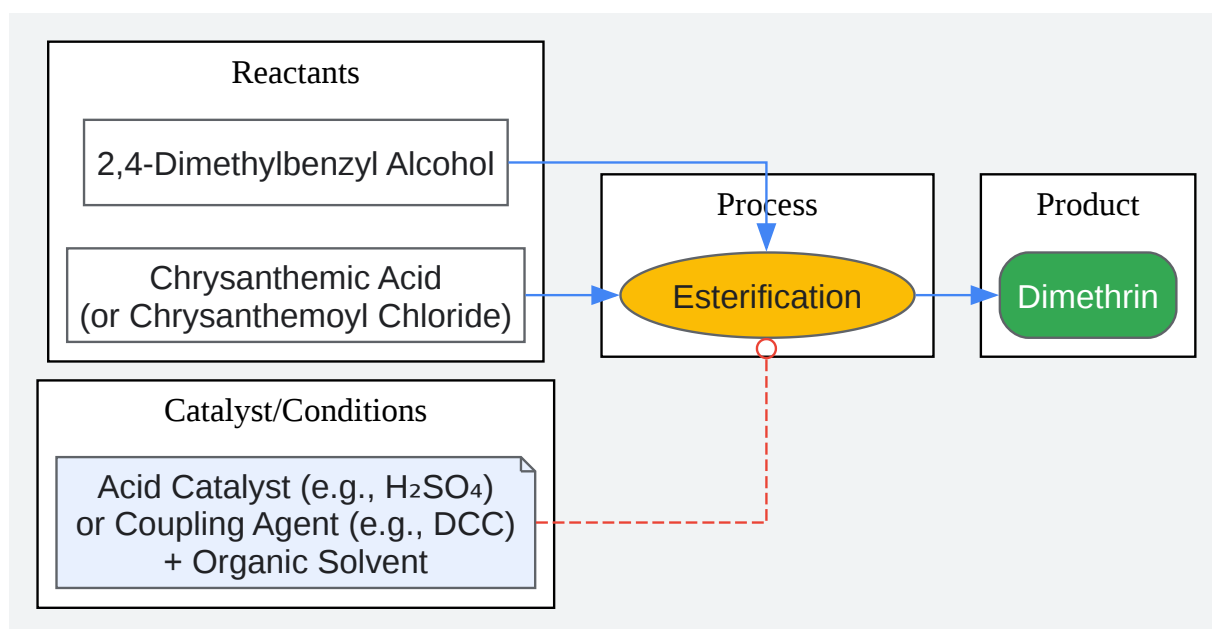 Reactants
2,4-Dimethylbenzyl Alcohol
Chrysanthemic Acid
(or Chrysanthemoyl Chloride)
Process
Esterification
Product
Dimethrin
Catalyst/Conditions
Acid Catalyst (e.g., H₂SO₄)
or Coupling Agent (e.g., DCC)
+ Organic Solvent